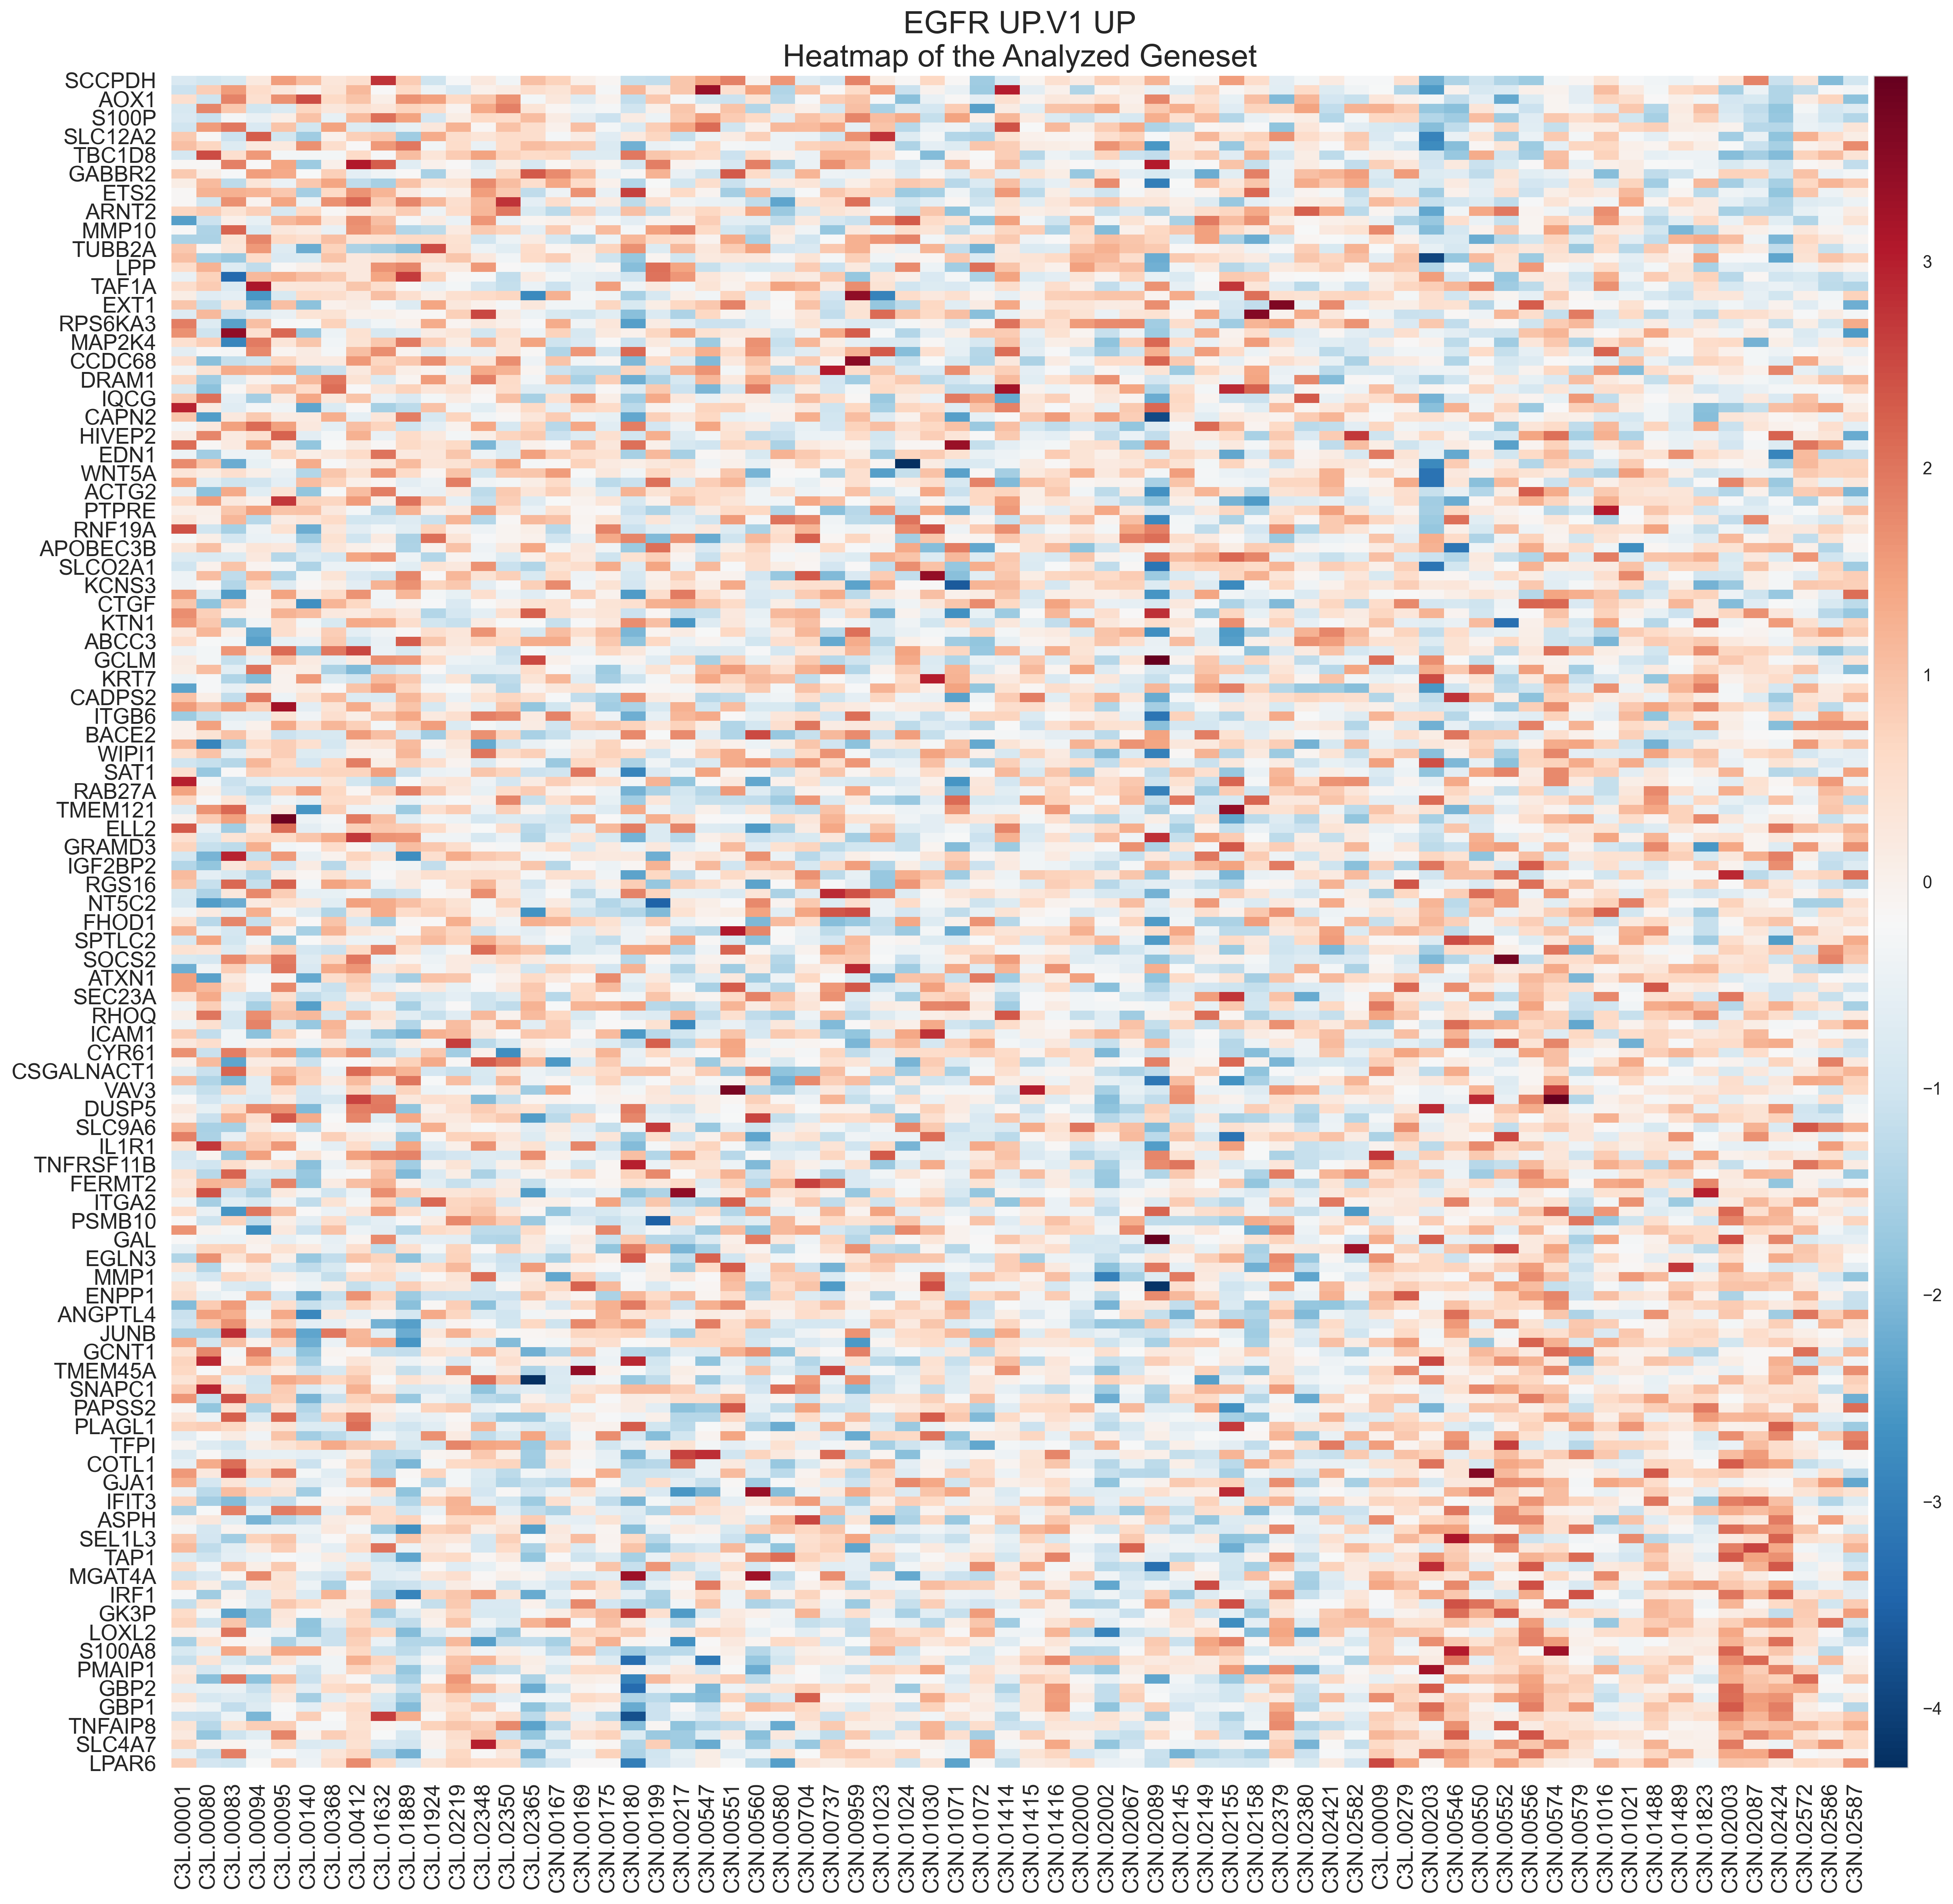 EGFR UP.V1 UP
Heatmap of the Analyzed Geneset
SCCPDH
AOX1
S100P
SLC12A2
TBC1D8
GABBR2
ETS2
ARNT2
MMP10
TUBB2A
LPP
TAF1A
EXT1
RPS6KA3
MAP2K4
CCDC68
DRAM1
IQCG
CAPN2
HIVEP2
EDN1
WNT5A
ACTG2
PTPRE
RNF19A
APOBEC3B
SLCO2A1
KCNS3
CTGF
KTN1
ABCC3
GCLM
KRT7
CADPS2
ITGB6
BACE2
WIPI1
SAT1
RAB27A
TMEM121
ELL2
GRAMD3
IGF2BP2
RGS16
NT5C2
FHOD1
SPTLC2
SOCS2
ATXN1
SEC23A
RHOQ
ICAM1
CYR61
CSGALNACT1
VAV3
DUSP5
SLC9A6
IL1R1
TNFRSF11B
FERMT2
ITGA2
PSMB10
GAL
EGLN3
MMP1
ENPP1
ANGPTL4
JUNB
GCNT1
TMEM45A
SNAPC1
PAPSS2
PLAGL1
TFPI
COTL1
GJA1
IFIT3
ASPH
SEL1L3
TAP1
MGAT4A
IRF1
GK3P
LOXL2
S100A8
PMAIP1
GBP2
GBP1
TNFAIP8
SLC4A7
LPAR6
3
2
1
0
−1
−2
−3
−4
C3L.00001
C3L.00080
C3L.00083
C3L.00094
C3L.00095
C3L.00140
C3L.00368
C3L.00412
C3L.01632
C3L.01889
C3L.01924
C3L.02219
C3L.02348
C3L.02350
C3L.02365
C3N.00167
C3N.00169
C3N.00175
C3N.00180
C3N.00199
C3N.00217
C3N.00547
C3N.00551
C3N.00560
C3N.00580
C3N.00704
C3N.00737
C3N.00959
C3N.01023
C3N.01024
C3N.01030
C3N.01071
C3N.01072
C3N.01414
C3N.01415
C3N.01416
C3N.02000
C3N.02002
C3N.02067
C3N.02089
C3N.02145
C3N.02149
C3N.02155
C3N.02158
C3N.02379
C3N.02380
C3N.02421
C3N.02582
C3L.00009
C3L.00279
C3N.00203
C3N.00546
C3N.00550
C3N.00552
C3N.00556
C3N.00574
C3N.00579
C3N.01016
C3N.01021
C3N.01488
C3N.01489
C3N.01823
C3N.02003
C3N.02087
C3N.02424
C3N.02572
C3N.02586
C3N.02587